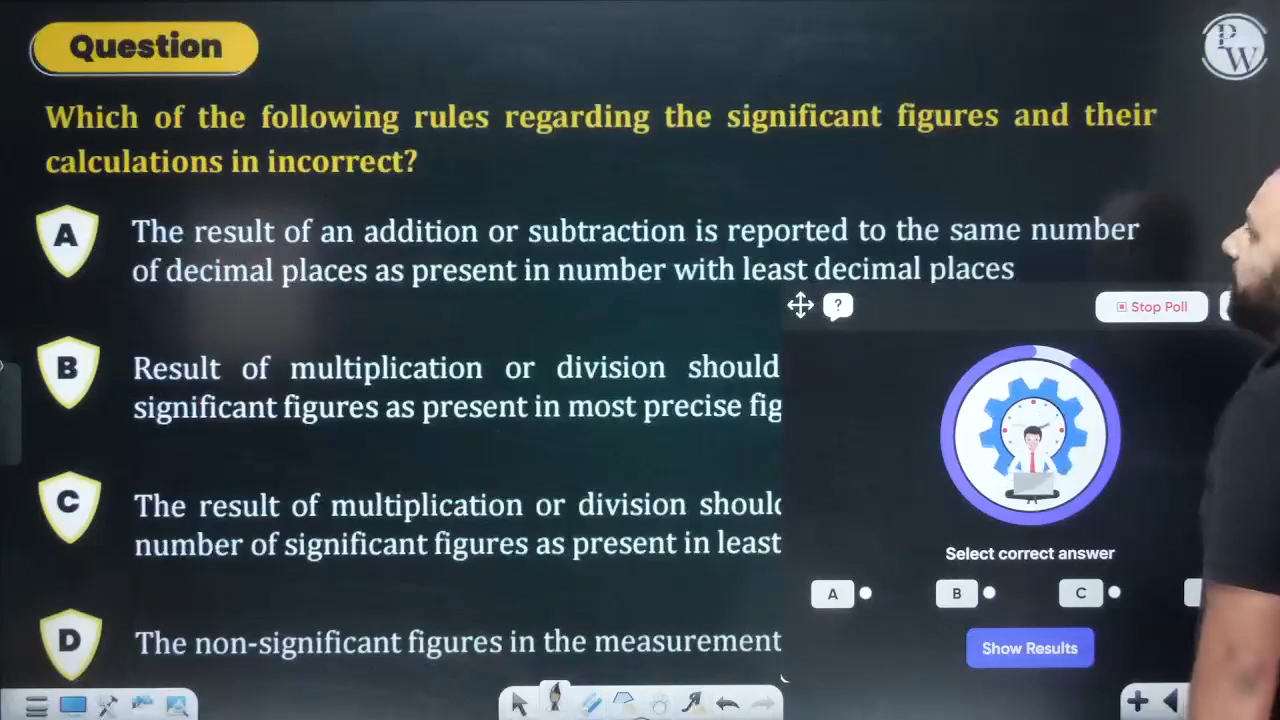 Question
PW
Which of the following rules regarding the significant figures and their
calculations in incorrect?
A
The result of an addition or subtraction is reported to the same number
of decimal places as present in number with least decimal places
?
Stop Poll
B
Result of multiplication or division should
significant figures as present in most precise fig
C
The result of multiplication or division should
number of significant figures as present in least
Select correct answer
A
B
C
Show Results
D
The non-significant figures in the measurement